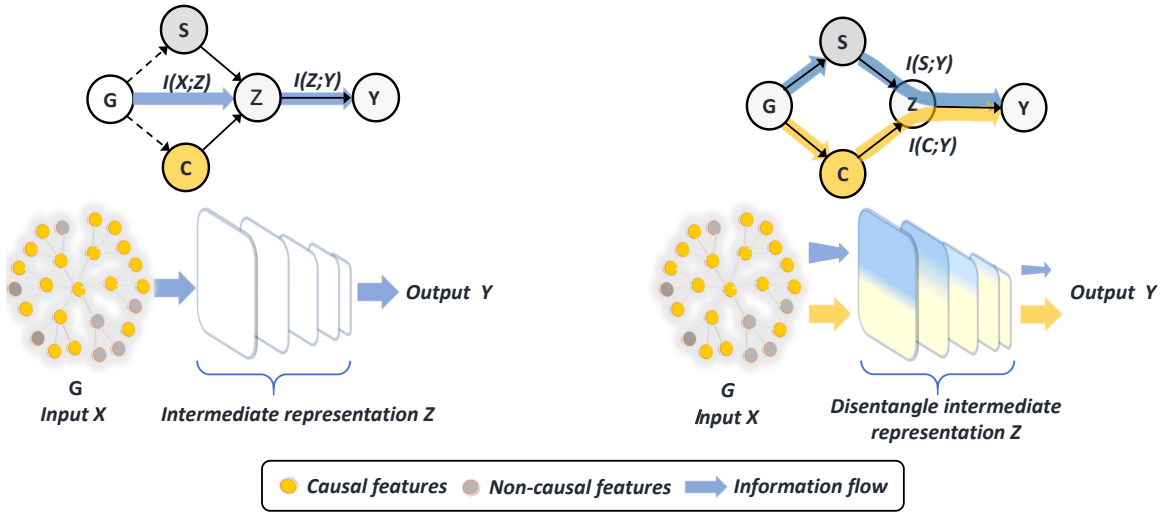 S
I(X;Z)
I(Z;Y)
G
Z
Y
C
G
Input X
Intermediate representation Z
Output Y
S
I(S;Y)
G
Z
Y
I(C;Y)
C
G
Input X
Disentangle intermediate
representation Z
Output Y
Causal features
Non-causal features
Information flow